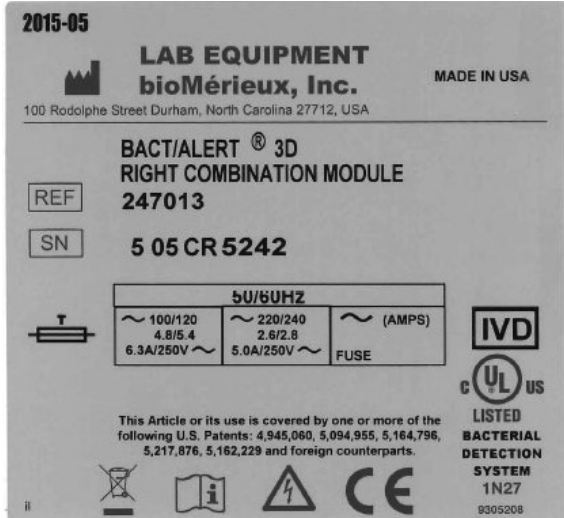 2015-05
LAB EQUIPMENT
bioMérieux, Inc.
MADE IN USA
100 Rodolphe Street Durham, North Carolina 27712, USA
BACT/ALERT ® 3D
RIGHT COMBINATION MODULE
REF 247013
SN 5 05 CR 5242
50/60HZ
T
~ 100/120 ~ 220/240 ~ (AMPS)
4.8/5.4 2.6/2.8
6.3A/250V ~ 5.0A/250V ~ FUSE
IVD
C UL US
LISTED
This Article or its use is covered by one or more of the
following U.S. Patents: 4,945,060, 5,094,955, 5,164,796,
5,217,876, 5,162,229 and foreign counterparts.
BACTERIAL
DETECTION
SYSTEM
1N27
9305208
i
CE
il